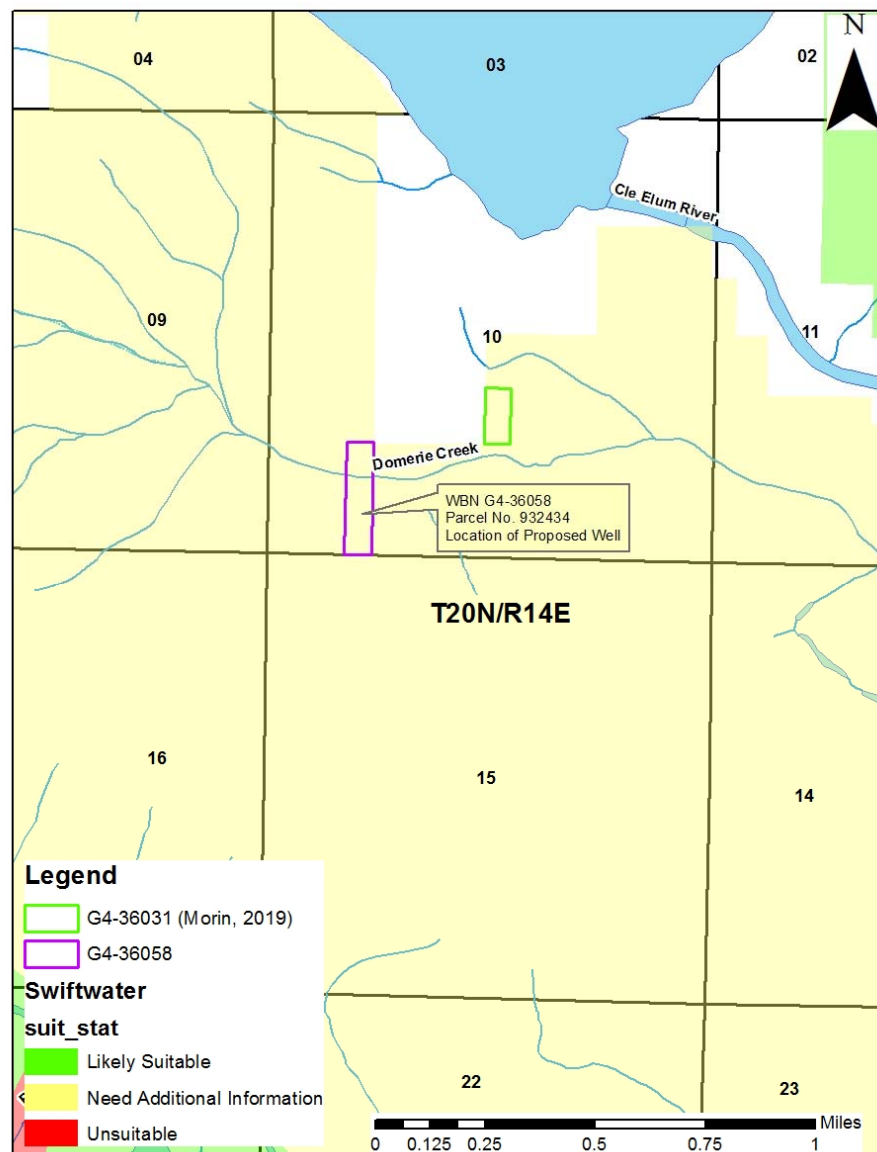 04
03
02
N
Cle Elum River
09
10
11
Domerie Creek
WBN G4-36058
Parcel No. 932434
Location of Proposed Well
T20N/R14E
16
15
14
Legend
G4-36031 (Morin, 2019)
G4-36058
Swiftwater
suit_stat
Likely Suitable
Need Additional Information
Unsuitable
22
23
Miles
0 0.125 0.25 0.5 0.75 1